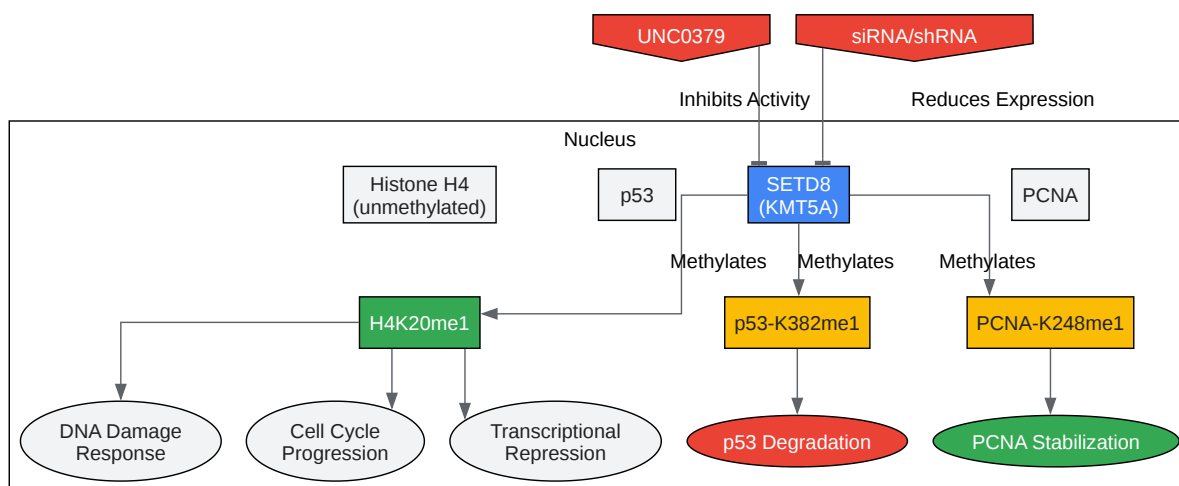 UNC0379
siRNA/shRNA
Inhibits Activity
Reduces Expression
Nucleus
Histone H4
(unmethylated)
p53
SETD8
(KMT5A)
PCNA
Methylates
Methylates
Methylates
H4K20me1
p53-K382me1
PCNA-K248me1
DNA Damage
Response
Cell Cycle
Progression
Transcriptional
Repression
p53 Degradation
PCNA Stabilization